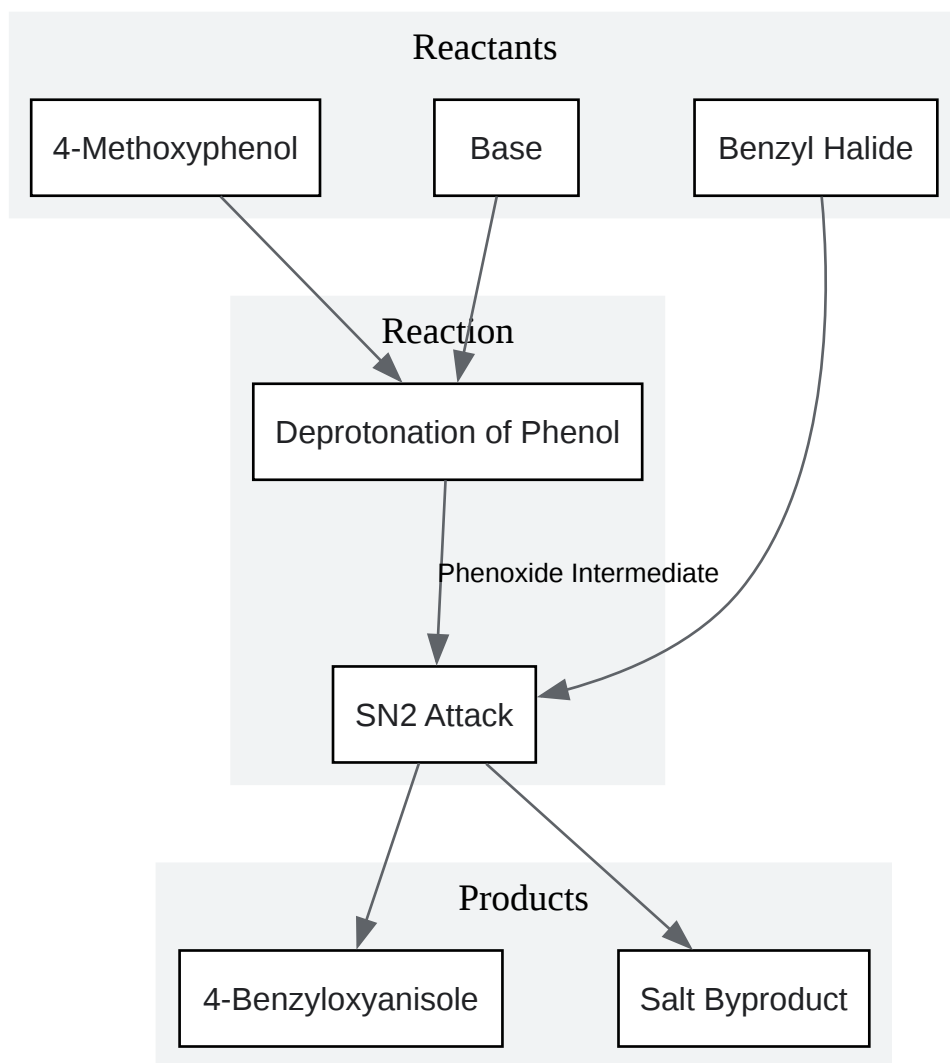 Reactants
4-Methoxyphenol
Base
Benzyl Halide
Reaction
Deprotonation of Phenol
Phenoxide Intermediate
SN2 Attack
Products
4-Benzyloxyanisole
Salt Byproduct